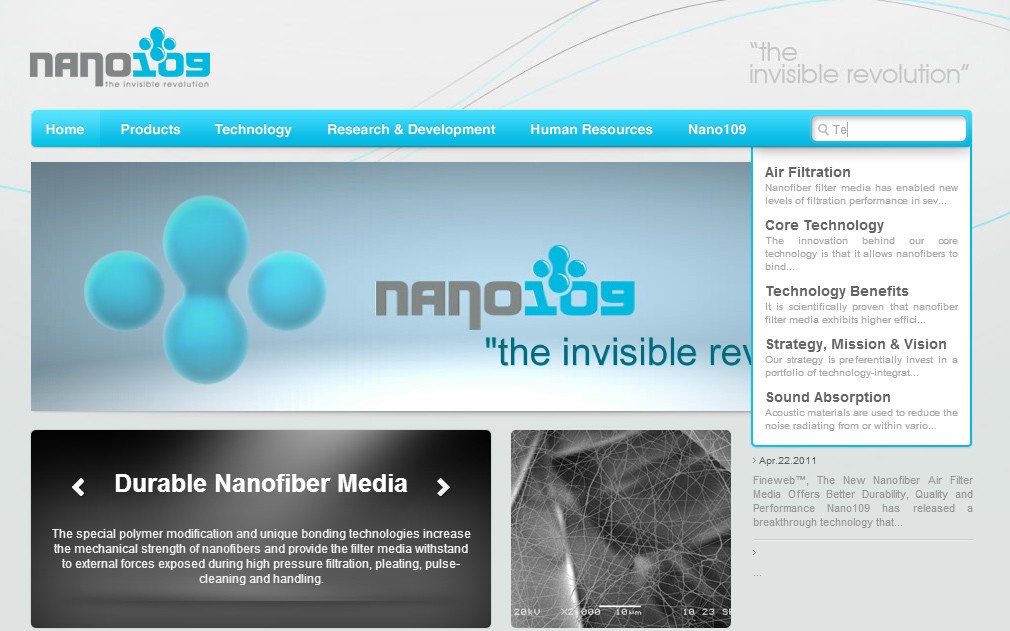 nano109
the invisible revolution
"the
invisible revolution"
Home Products Technology Research & Development Human Resources Nano109 Te
Air Filtration
Nanofiber filter media has enabled new
levels of filtration performance in sev...
Core Technology
The innovation behind our core
technology is that it allows nanofibers to
bind...
Technology Benefits
It is scientifically proven that nanofiber
filter media exhibits higher effici...
Strategy, Mission & Vision
Our strategy is preferentially invest in a
portfolio of technology-integrat...
Sound Absorption
Acoustic materials are used to reduce the
noise radiating from or within vario...
nano109
"the invisible rev
Durable Nanofiber Media
The special polymer modification and unique bonding technologies increase
the mechanical strength of nanofibers and provide the filter media withstand
to external forces exposed during high pressure filtration, pleating, pulse-
cleaning and handling.
20kV X2,000 10µm 10 23 SE
Apr.22.2011
Fineweb™, The New Nanofiber Air Filter
Media Offers Better Durability, Quality and
Performance Nano109 has released a
breakthrough technology that...
...